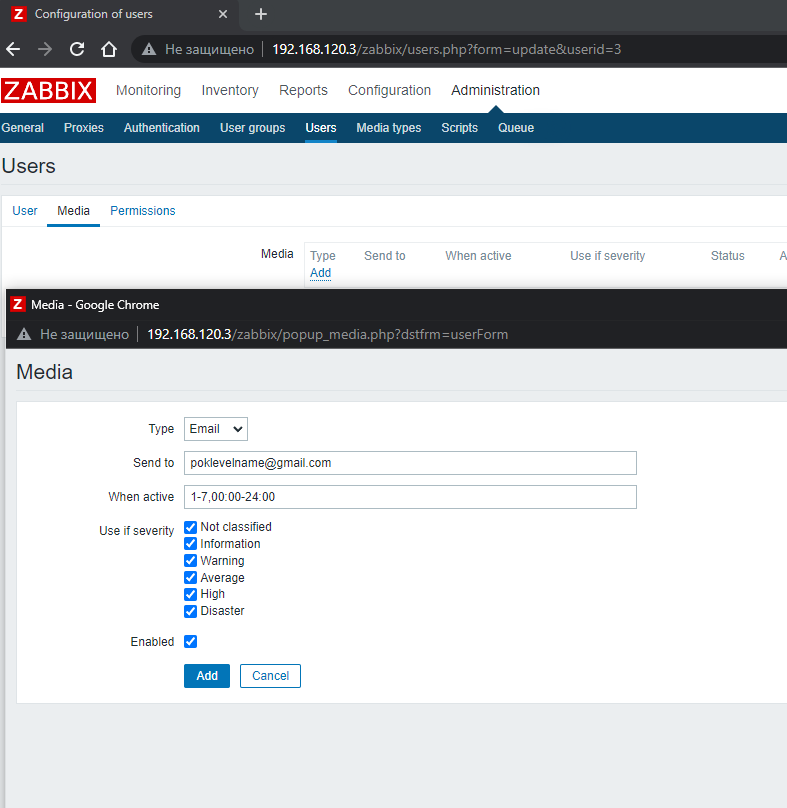 Z Configuration of users
Не защищено 192.168.120.3/zabbix/users.php?form=update&userid=3
ZABBIX Monitoring Inventory Reports Configuration Administration
General Proxies Authentication User groups Users Media types Scripts Queue
Users
User Media Permissions
Media Type Send to When active Use if severity Status A
Add
Z Media - Google Chrome
Не защищено 192.168.120.3/zabbix/popup_media.php?dstfrm=userForm
Media
Type Email
Send to poklevelname@gmail.com
When active 1-7,00:00-24:00
Use if severity Not classified
Information
Warning
Average
High
Disaster
Enabled
Add Cancel